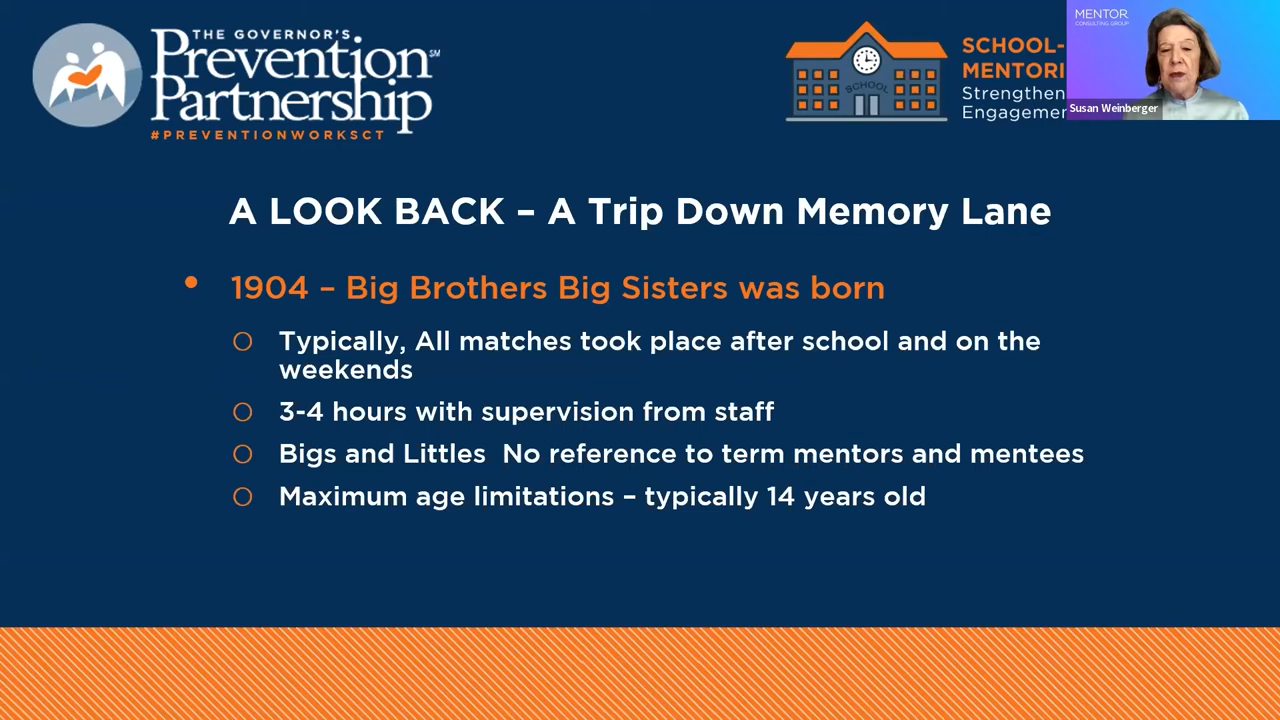 THE GOVERNOR'S
Prevention℠
Partnership
#PREVENTIONWORKSCT
SCHOOL
SCHOOL-
MENTORI
Strengthen
Engagemen
MENTOR
CONSULTING GROUP
Susan Weinberger
A LOOK BACK – A Trip Down Memory Lane
• 1904 – Big Brothers Big Sisters was born
Typically, All matches took place after school and on the
weekends
3-4 hours with supervision from staff
Bigs and Littles  No reference to term mentors and mentees
Maximum age limitations – typically 14 years old